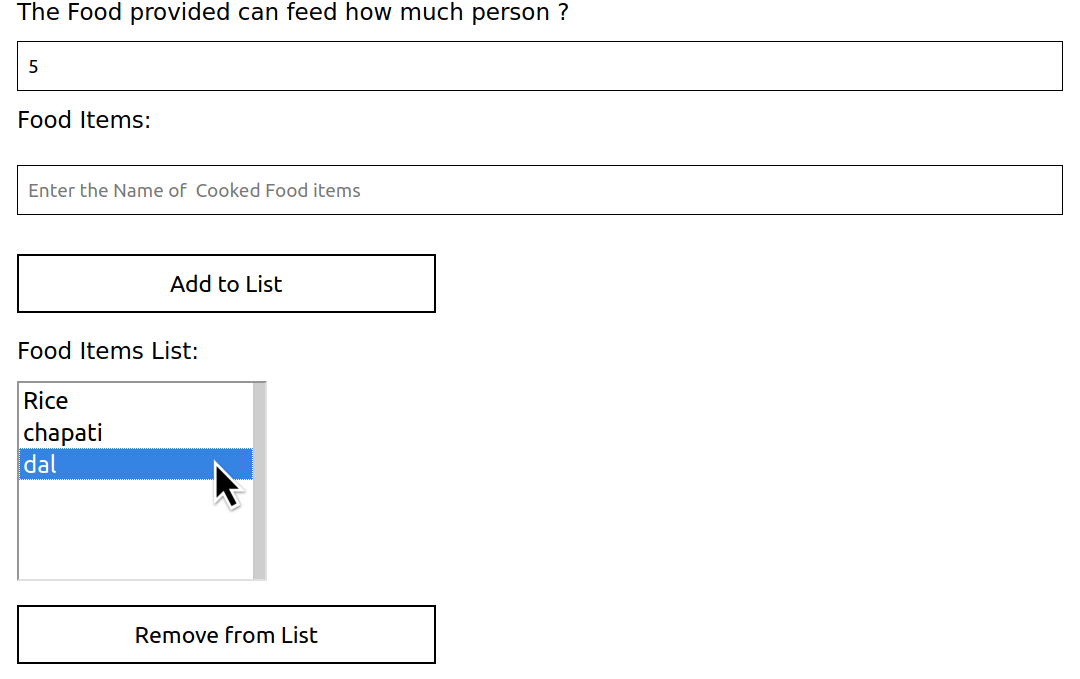 The Food provided can feed how much person ?
5
Food Items:
Enter the Name of  Cooked Food items
Add to List
Food Items List:
Rice
chapati
dal
Remove from List